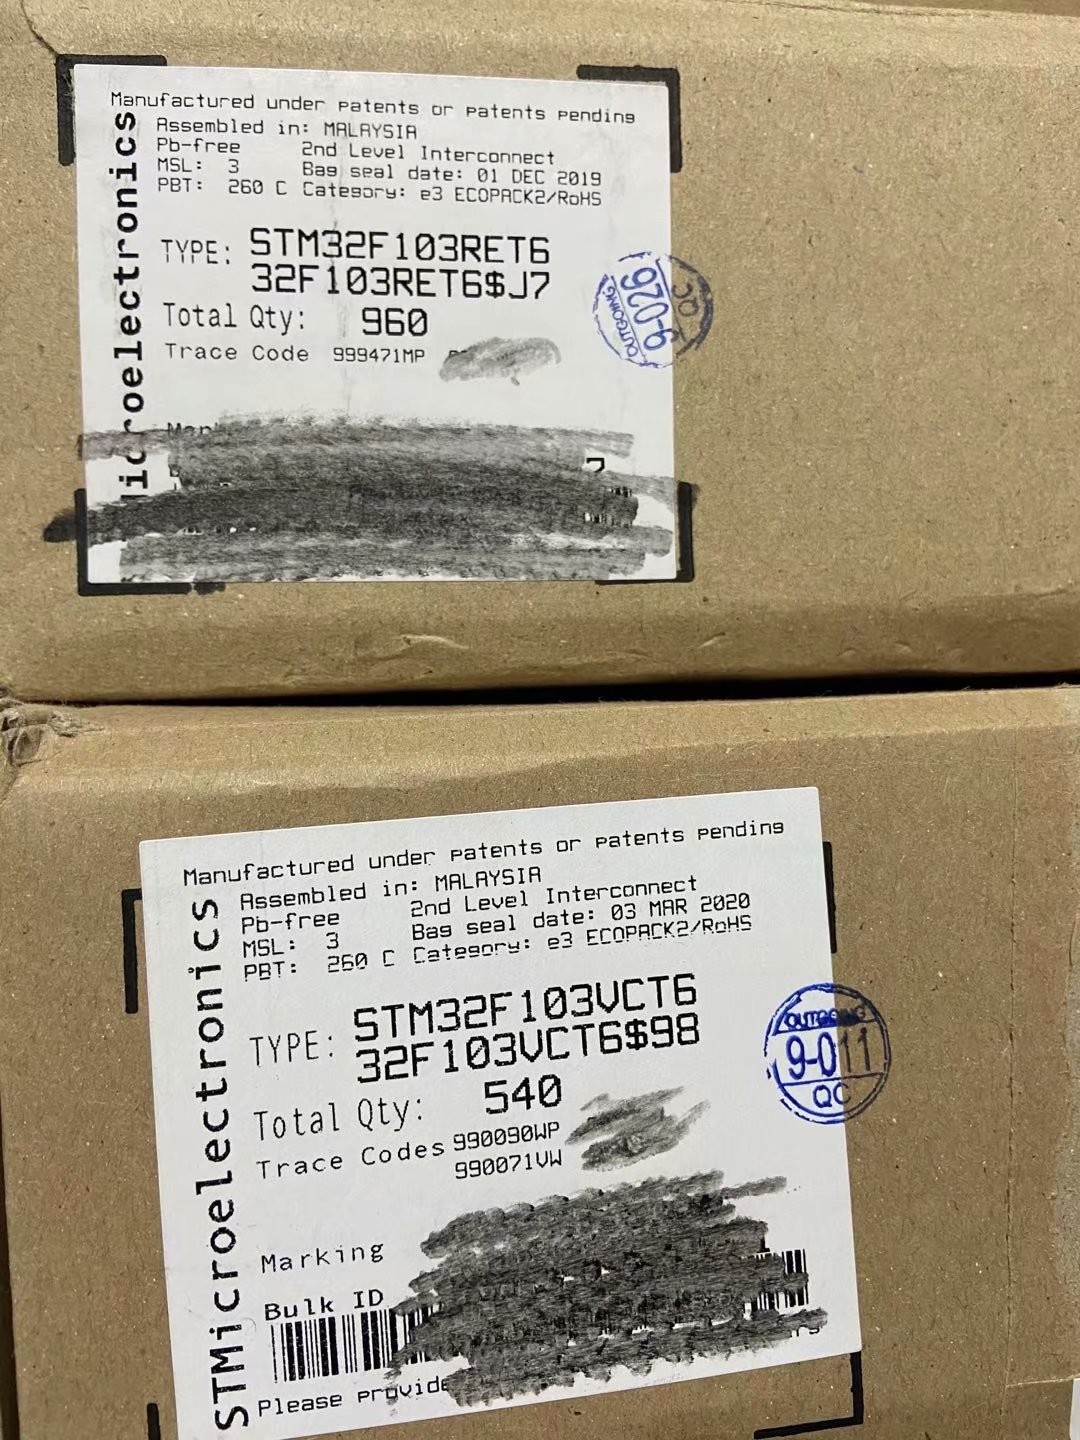 Manufactured under patents or patents pending
Assembled in: MALAYSIA
Pb-free 2nd Level Interconnect
MSL: 3 Bag seal date: 01 DEC 2019
PBT: 260 C Category: e3 ECOPACK2/RoHS
TYPE: STM32F103RET6
32F103RET6$J7
Total Qty: 960
Trace Code 999471MP
icroelectronics
OUTGOING
9-026
QC
Manufactured under patents or patents pending
Assembled in: MALAYSIA
Pb-free 2nd Level Interconnect
MSL: 3 Bag seal date: 03 MAR 2020
PBT: 260 C Category: e3 ECOPACK2/RoHS
TYPE: STM32F103VCT6
32F103VCT6$98
Total Qty: 540
Trace Codes 990090WP
990071VW
Marking
Bulk ID
Please provide
STMicroelectronics
OUTGOING
9-011
QC